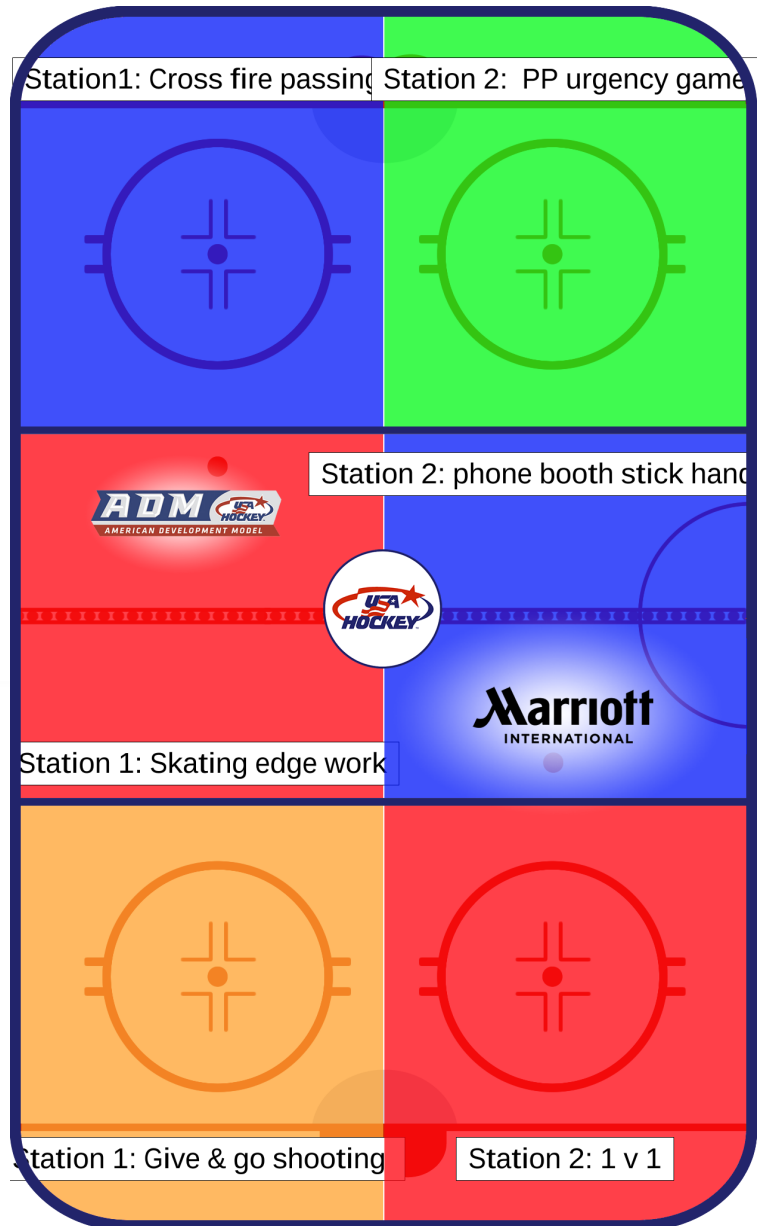 Station1: Cross fire passing
Station 2:  PP urgency game
Station 2: phone booth stick hand
ADM USA HOCKEY
AMERICAN DEVELOPMENT MODEL
USA
HOCKEY
Marriott
INTERNATIONAL
Station 1: Skating edge work
Station 1: Give & go shooting
Station 2: 1 v 1